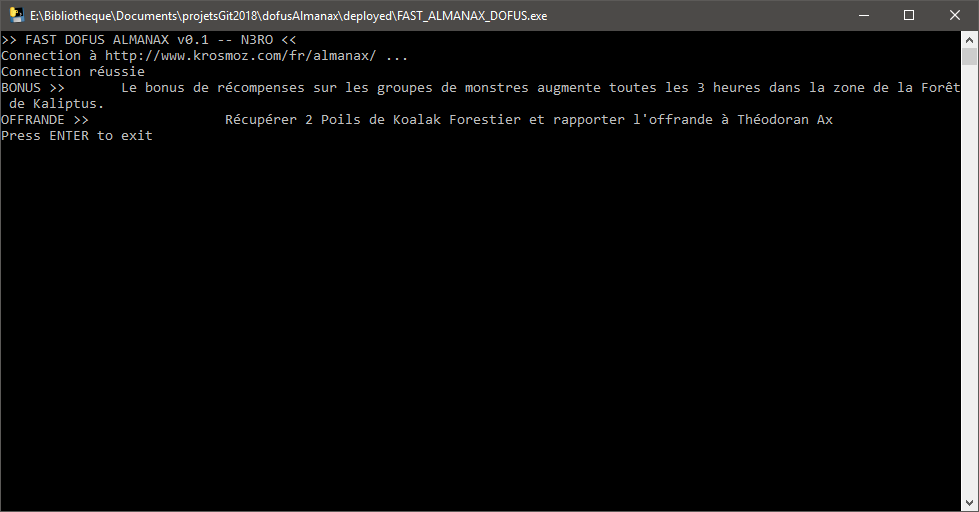 E:\Bibliotheque\Documents\projetsGit2018\dofusAlmanax\deployed\FAST_ALMANAX_DOFUS.exe
>> FAST DOFUS ALMANAX v0.1 -- N3RO <<
Connection à http://www.krosmoz.com/fr/almanax/ ...
Connection réussie
BONUS >>       Le bonus de récompenses sur les groupes de monstres augmente toutes les 3 heures dans la zone de la Forêt
 de Kaliptus.
OFFRANDE >>                 Récupérer 2 Poils de Koalak Forestier et rapporter l'offrande à Théodoran Ax
Press ENTER to exit